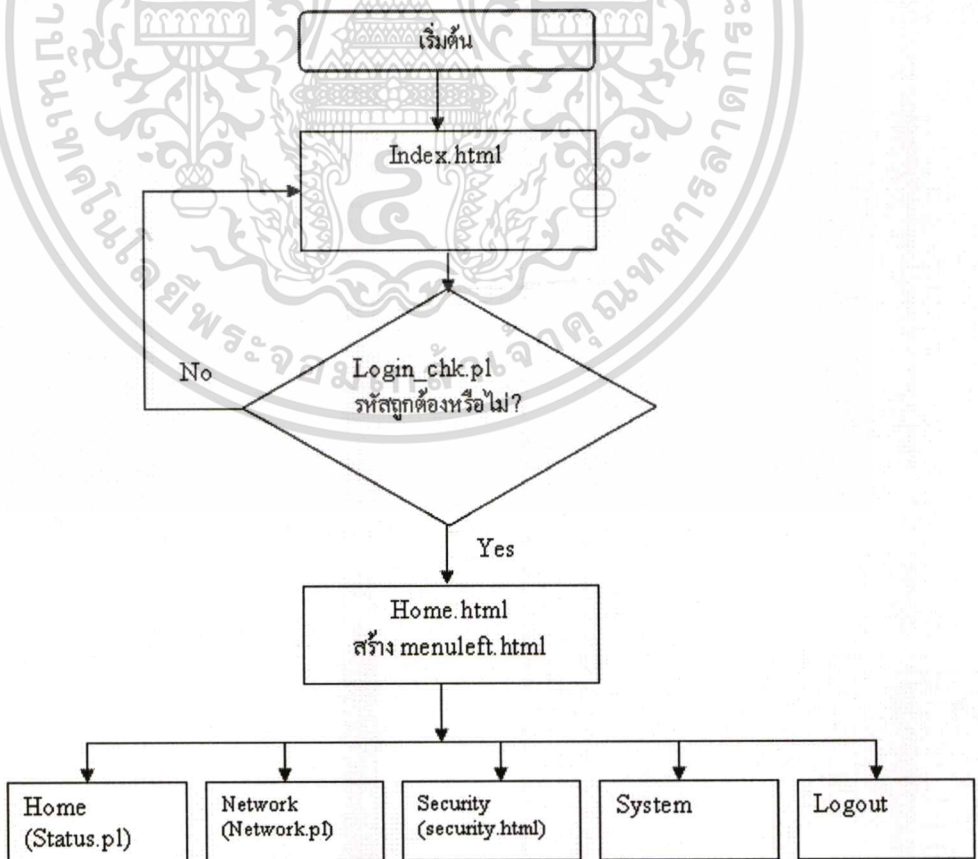 เริ่มต้น
Index.html
Login_chk.pl
รหัสถูกต้องหรือไม่?
No
Yes
Home.html
สร้าง menuleft.html
Home
(Status.pl)
Network
(Network.pl)
Security
(security.html)
System
Logout